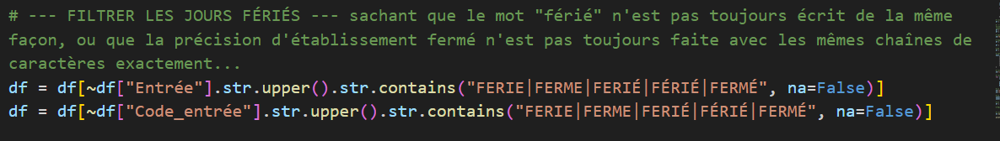 # --- FILTRER LES JOURS FÉRIÉS --- sachant que le mot "férié" n'est pas toujours écrit de la même
façon, ou que la précision d'établissement fermé n'est pas toujours faite avec les mêmes chaînes de
caractères exactement...
df = df[~df["Entrée"].str.upper().str.contains("FERIE|FERME|FERIÉ|FÉRIÉ|FERMÉ", na=False)]
df = df[~df["Code_entrée"].str.upper().str.contains("FERIE|FERME|FERIÉ|FÉRIÉ|FERMÉ", na=False)]